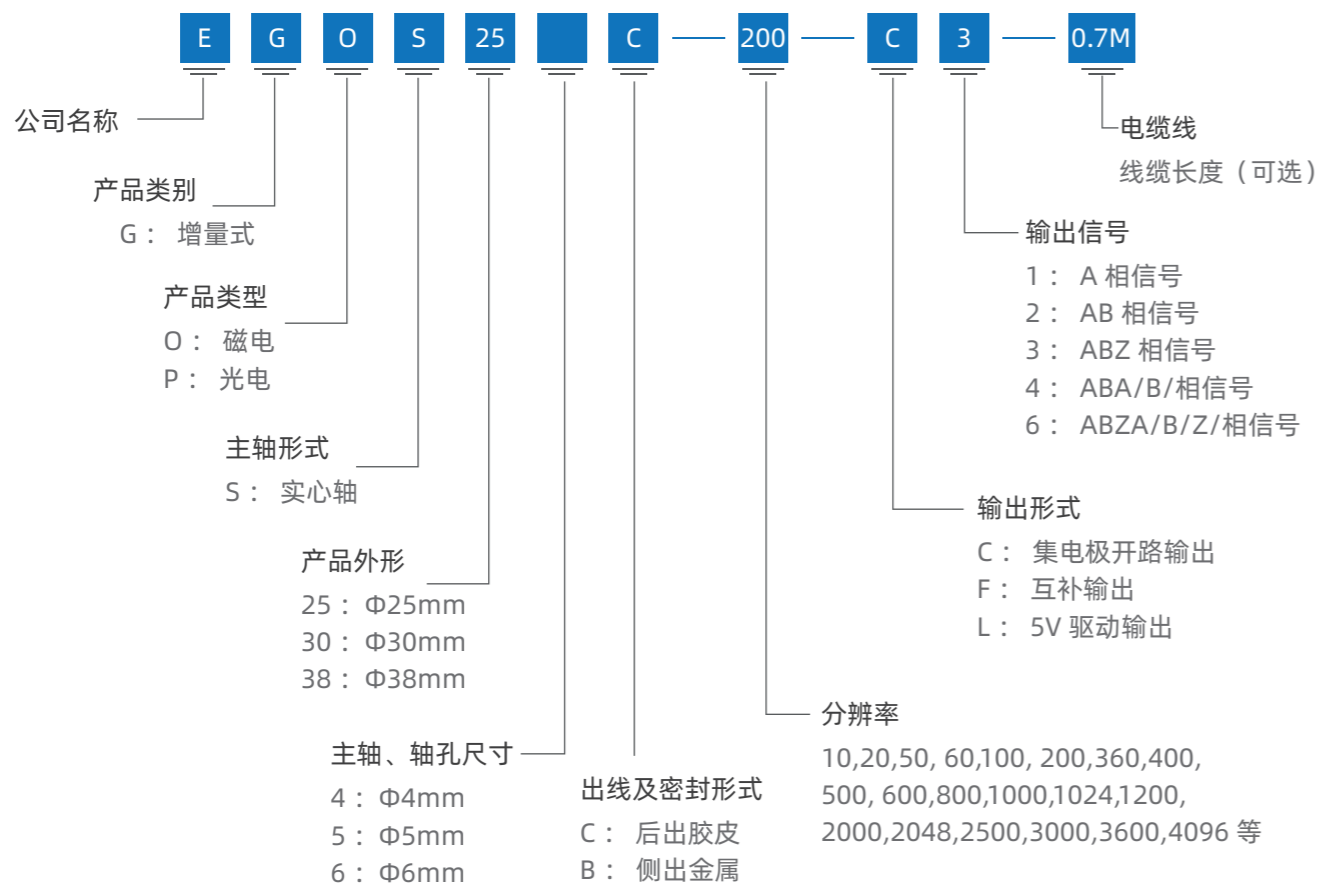 E G O S 25 C — 200 — C 3 — 0.7M
公司名称
产品类别
G： 增量式
产品类型
O： 磁电
P： 光电
主轴形式
S： 实心轴
产品外形
25：Φ25mm
30：Φ30mm
38：Φ38mm
主轴、轴孔尺寸
4：Φ4mm
5：Φ5mm
6：Φ6mm
出线及密封形式
C： 后出胶皮
B： 侧出金属
分辨率
10,20,50, 60,100, 200,360,400,
500, 600,800,1000,1024,1200,
2000,2048,2500,3000,3600,4096 等
输出形式
C： 集电极开路输出
F： 互补输出
L： 5V 驱动输出
输出信号
1： A 相信号
2： AB 相信号
3： ABZ 相信号
4： ABA/B/相信号
6： ABZA/B/Z/相信号
电缆线
线缆长度（可选）